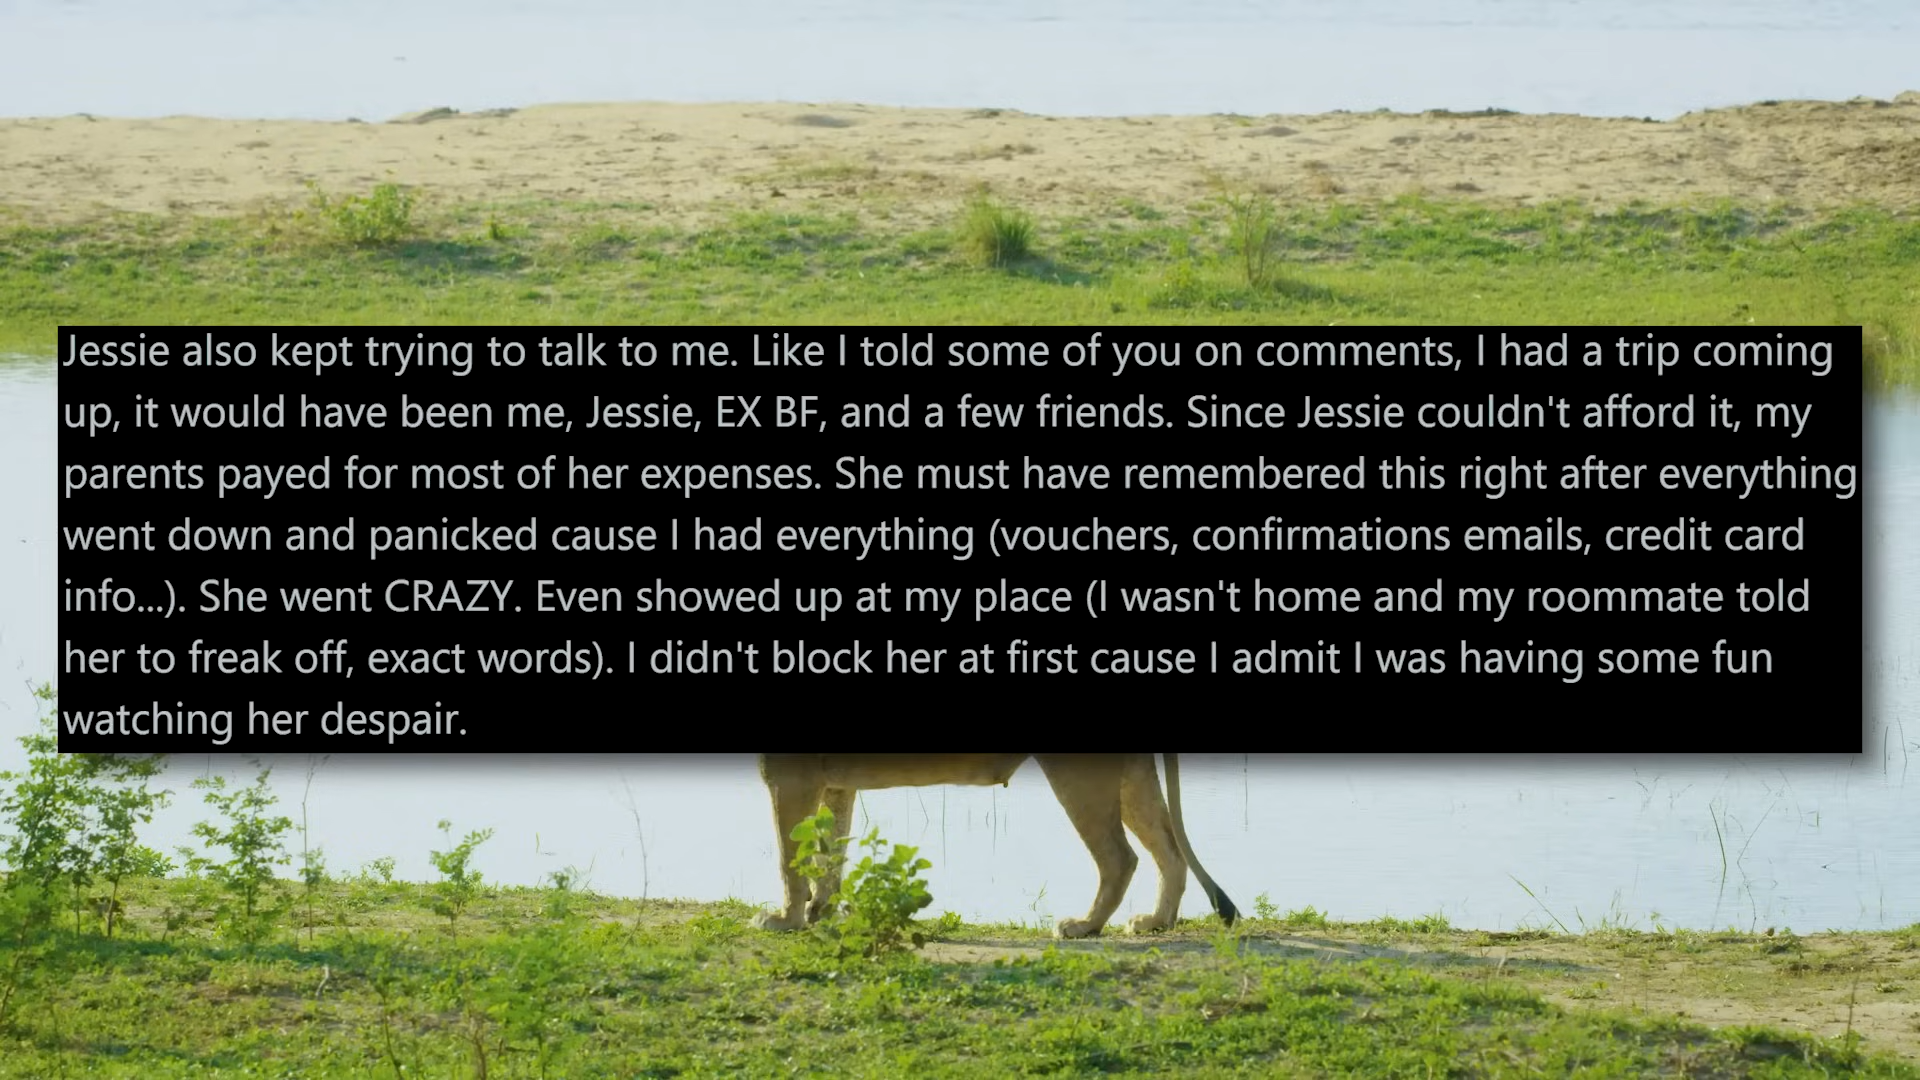 Jessie also kept trying to talk to me. Like I told some of you on comments, I had a trip coming
up, it would have been me, Jessie, EX BF, and a few friends. Since Jessie couldn't afford it, my
parents payed for most of her expenses. She must have remembered this right after everything
went down and panicked cause I had everything (vouchers, confirmations emails, credit card
info...). She went CRAZY. Even showed up at my place (I wasn't home and my roommate told
her to freak off, exact words). I didn't block her at first cause I admit I was having some fun
watching her despair.